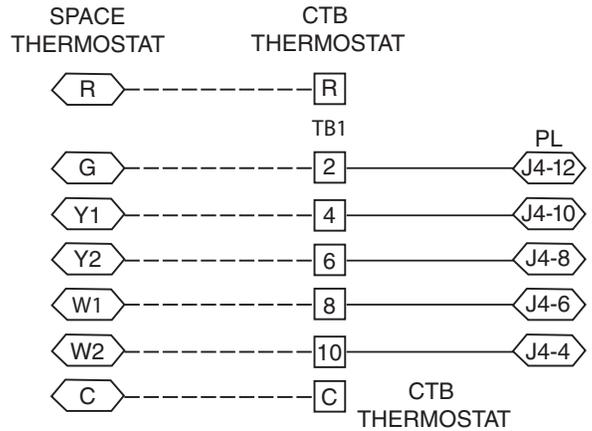 SPACE THERMOSTAT
CTB THERMOSTAT
R R
TB1
PL
G 2 J4-12
Y1 4 J4-10
Y2 6 J4-8
W1 8 J4-6
W2 10 J4-4
C C
CTB THERMOSTAT